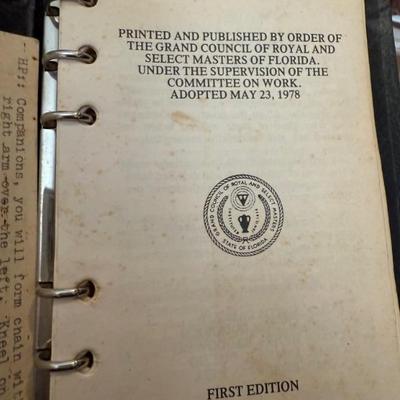 PRINTED AND PUBLISHED BY ORDER OF
THE GRAND COUNCIL OF ROYAL AND
SELECT MASTERS OF FLORIDA.
UNDER THE SUPERVISION OF THE
COMMITTEE ON WORK.
ADOPTED MAY 23, 1978
GRAND COUNCIL OF ROYAL AND SELECT MASTERS
STATE OF FLORIDA
FIRST EDITION
- HP: Companions, you will form chain with
right arm over the left. Kneel on